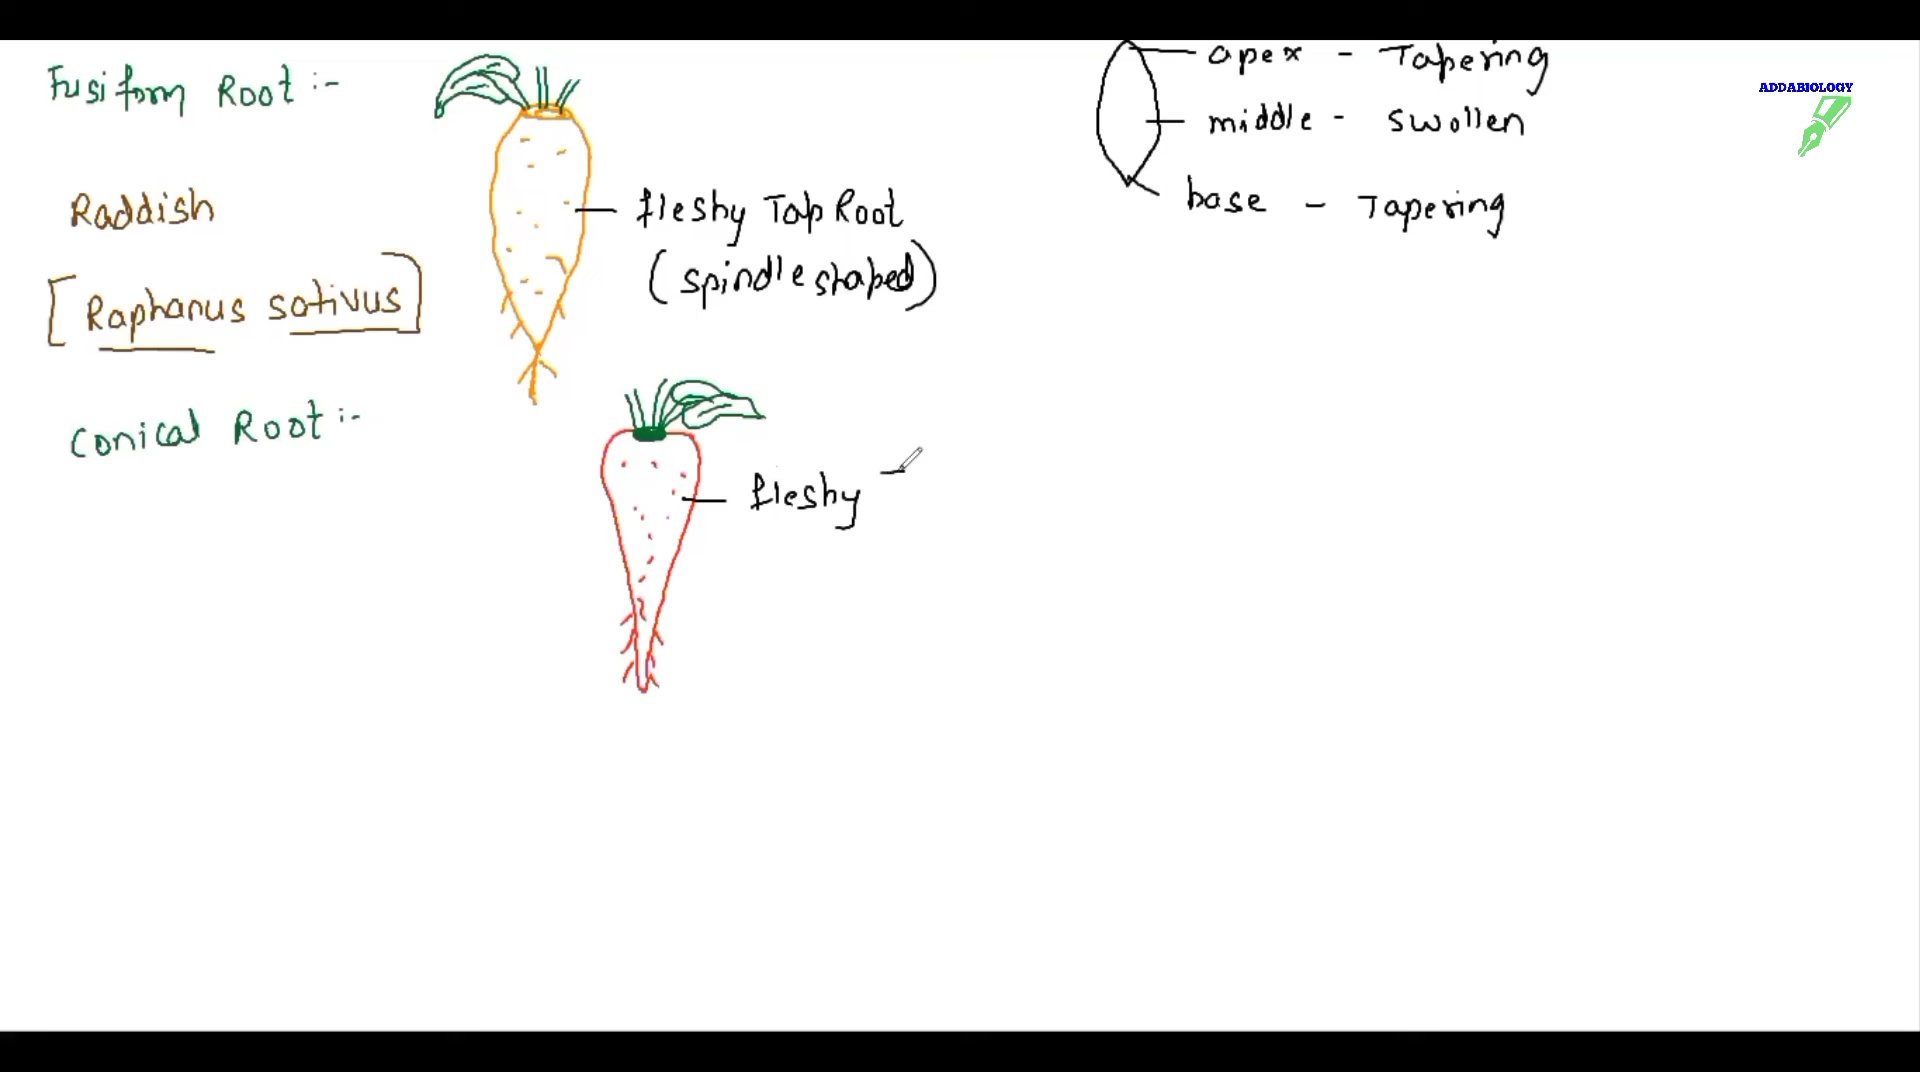 Fusiform Root :-
apex - Tapering
middle - swollen
base - Tapering
ADDABIOLOGY
Raddish
[Raphanus sativus]
fleshy Tap Root
(spindle shaped)
Conical Root :-
fleshy